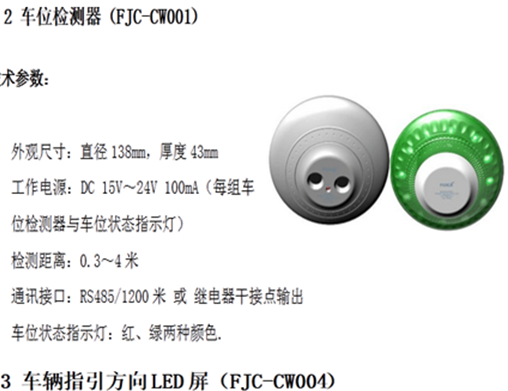 2 车位检测器 (FJC-CW001)
术参数：
外观尺寸：直径 138mm，厚度 43mm
工作电源：DC 15V～24V 100mA（每组车
位检测器与车位状态指示灯）
检测距离：0.3～4 米
通讯接口：RS485/1200 米 或 继电器干接点输出
车位状态指示灯：红、绿两种颜色.
3 车辆指引方向 LED 屏（FJC-CW004）